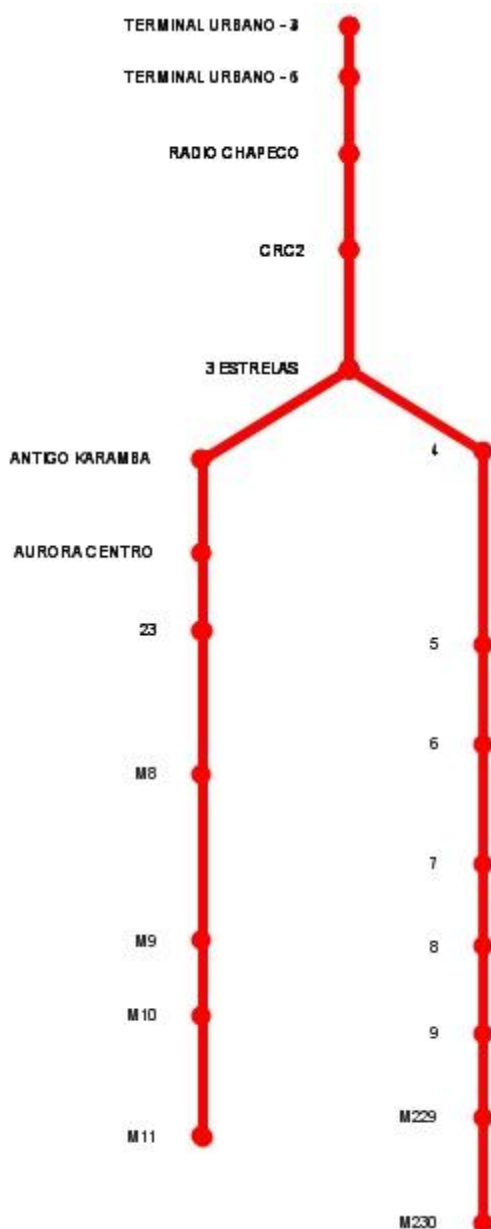 TERMINAL URBANO - 3
TERMINAL URBANO - 6
RADIO CHAPECO
CRC2
3 ESTRELAS
ANTIGO KARAMBA
AURORA CENTRO
23
M8
M9
M10
M11
4
5
6
7
8
9
M229
M230